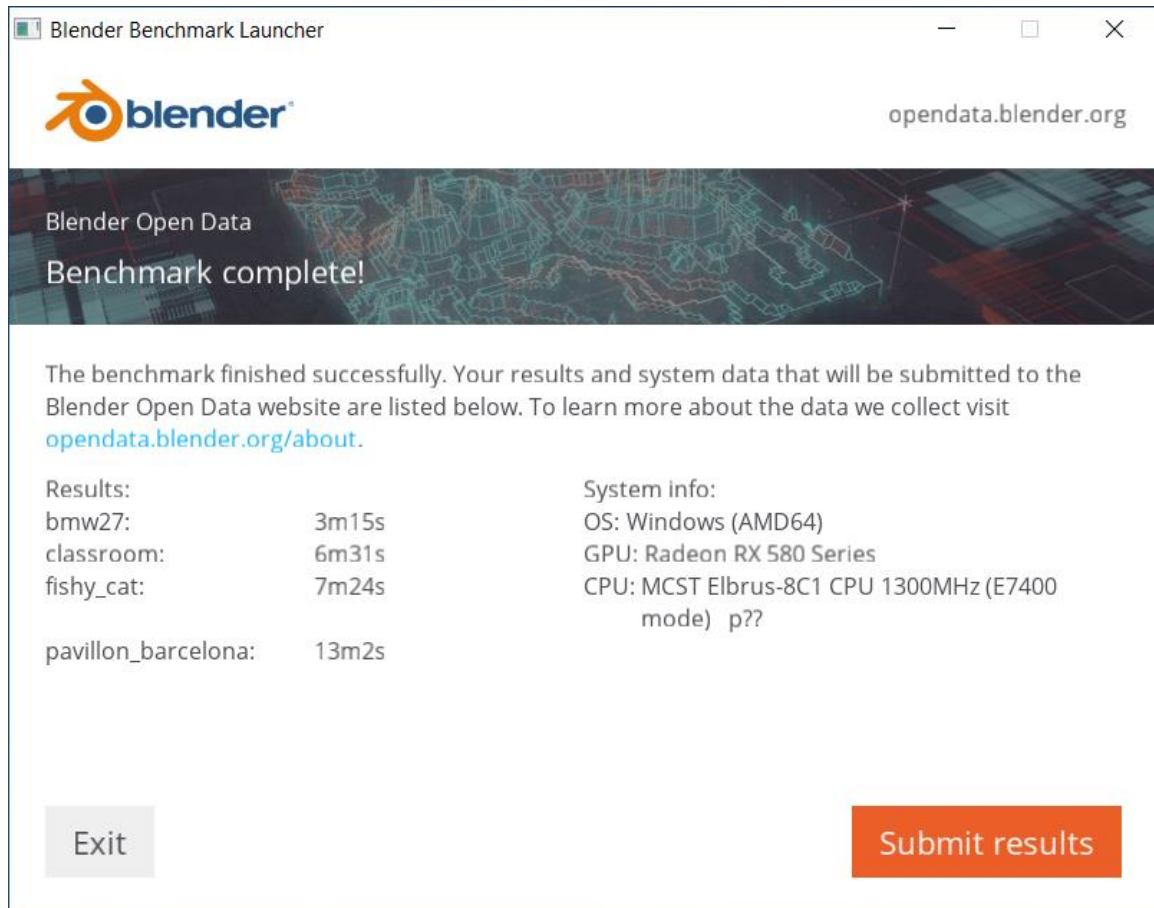 Blender Benchmark Launcher
blender
opendata.blender.org
Blender Open Data
Benchmark complete!
The benchmark finished successfully. Your results and system data that will be submitted to the
Blender Open Data website are listed below. To learn more about the data we collect visit
opendata.blender.org/about.
Results:
bmw27: 3m15s
classroom: 6m31s
fishy_cat: 7m24s
pavillon_barcelona: 13m2s
System info:
OS: Windows (AMD64)
GPU: Radeon RX 580 Series
CPU: MCST Elbrus-8C1 CPU 1300MHz (E7400
mode) p??
Exit
Submit results